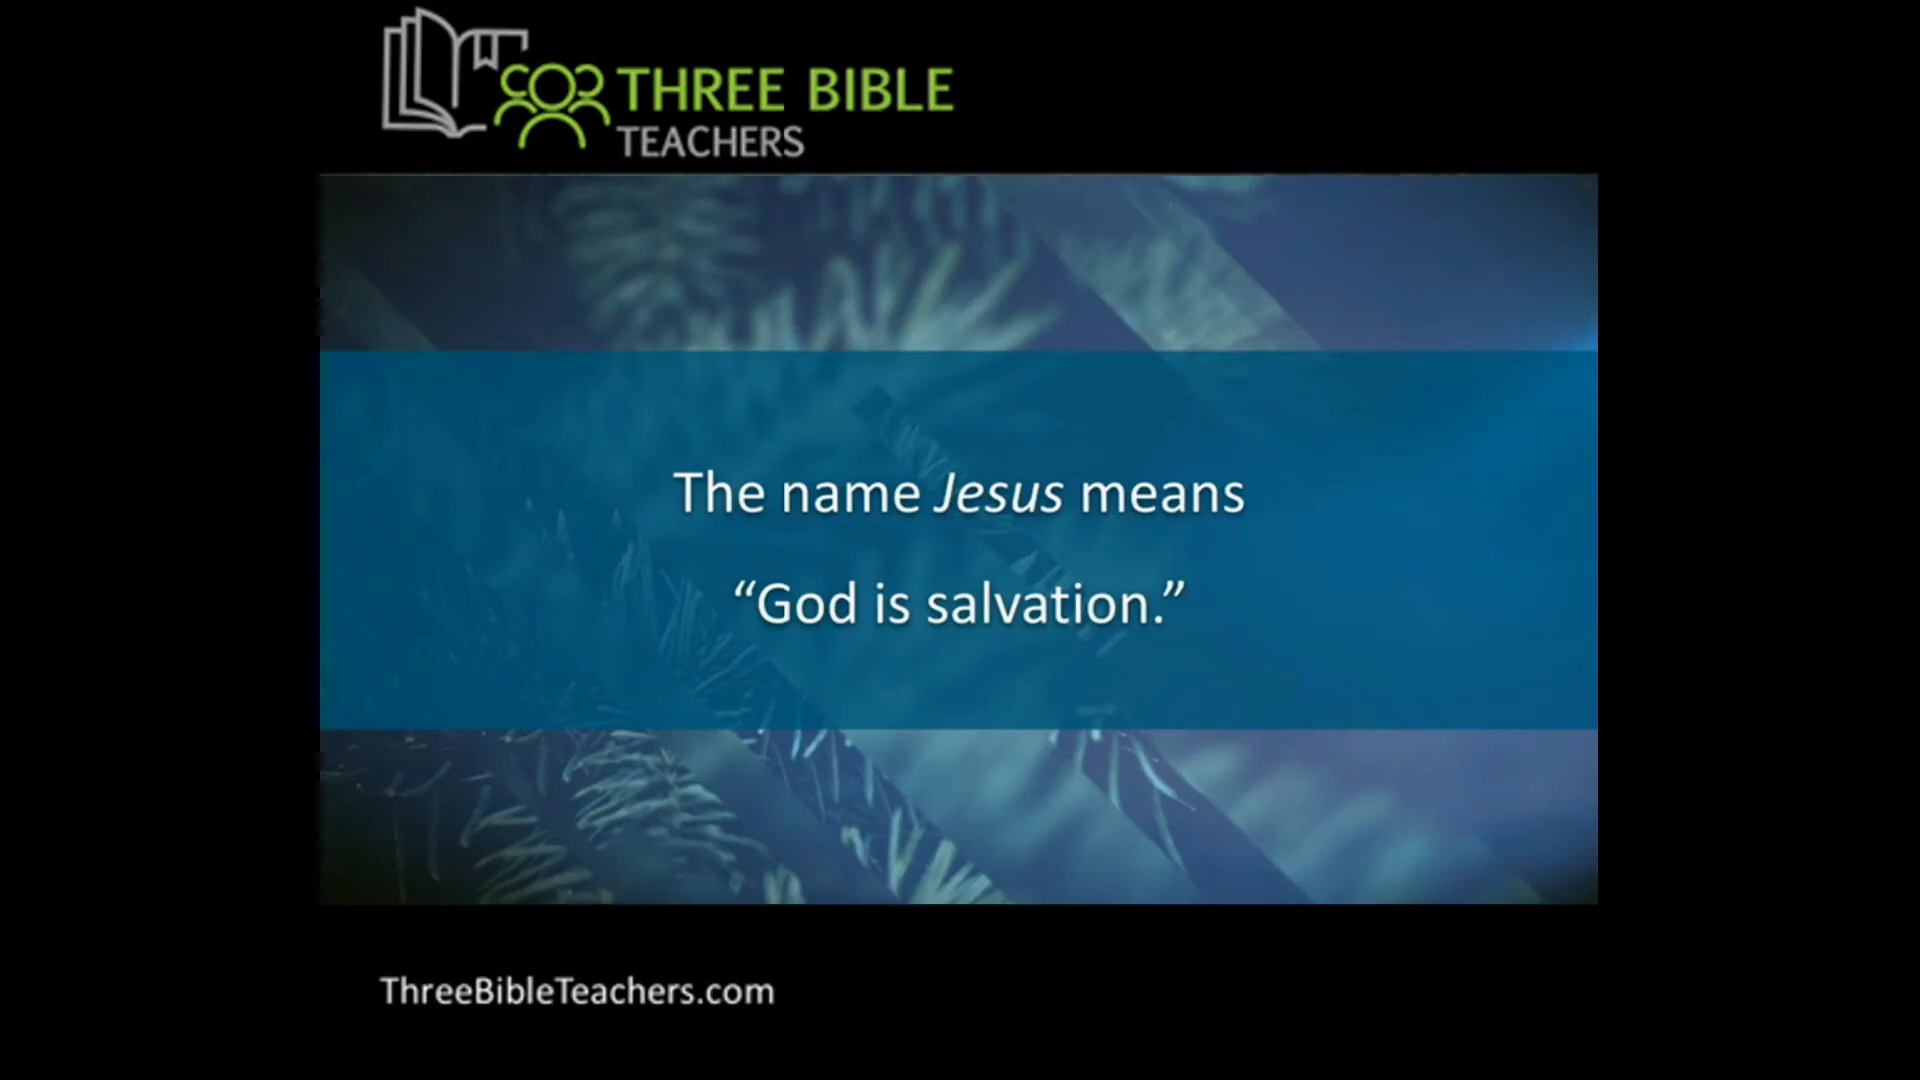 THREE BIBLE
TEACHERS
The name Jesus means
“God is salvation.”
ThreeBibleTeachers.com